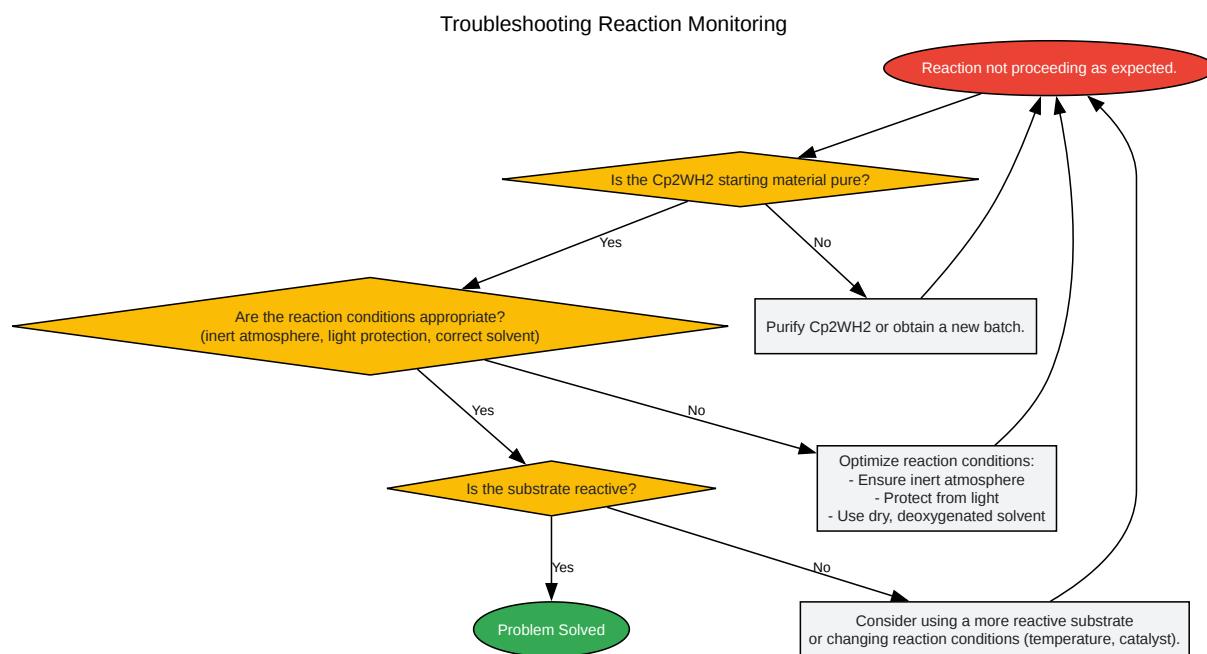 Troubleshooting Reaction Monitoring
Reaction not proceeding as expected.
Is the Cp2WH2 starting material pure?
Yes
No
Are the reaction conditions appropriate?
(inert atmosphere, light protection, correct solvent)
Purify Cp2WH2 or obtain a new batch.
Yes
No
Is the substrate reactive?
Optimize reaction conditions:
- Ensure inert atmosphere
- Protect from light
- Use dry, deoxygenated solvent
Yes
No
Problem Solved
Consider using a more reactive substrate
or changing reaction conditions (temperature, catalyst).